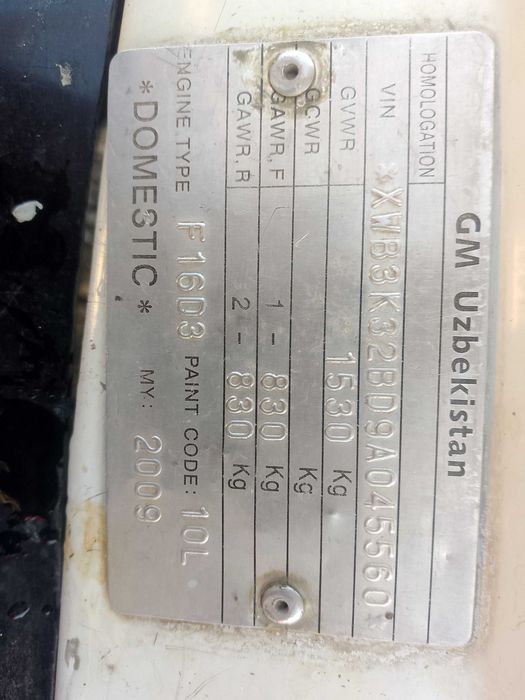 GM Uzbekistan
HOMOLOGATION
VIN *XWB3K32BD9A045560*
GVWR 1530 Kg
GCWR Kg
GAWR,F 1 - 830 Kg
GAWR,R 2 - 830 Kg
ENGINE TYPE F16D3 PAINT CODE: 10L
*DOMESTIC* MY: 2009